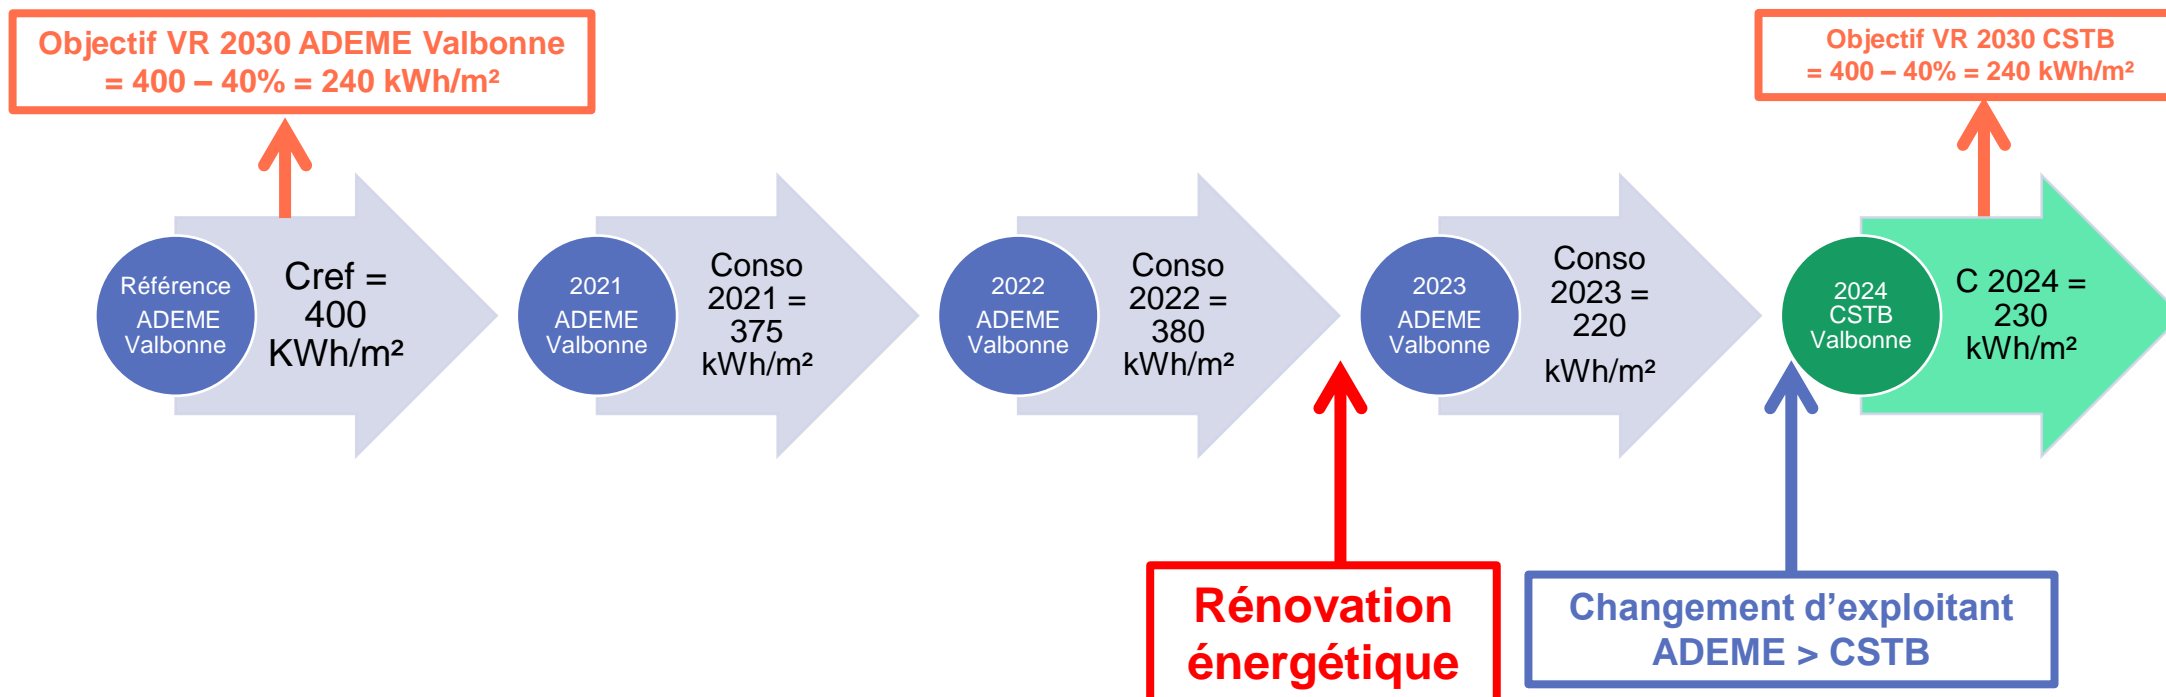 Objectif VR 2030 ADEME Valbonne
= 400 – 40% = 240 kWh/m²
Objectif VR 2030 CSTB
= 400 – 40% = 240 kWh/m²
Référence
ADEME
Valbonne
Cref =
400
KWh/m²
2021
ADEME
Valbonne
Conso
2021 =
375
kWh/m²
2022
ADEME
Valbonne
Conso
2022 =
380
kWh/m²
2023
ADEME
Valbonne
Conso
2023 =
220
kWh/m²
2024
CSTB
Valbonne
C 2024 =
230
kWh/m²
Rénovation
énergétique
Changement d’exploitant
ADEME > CSTB